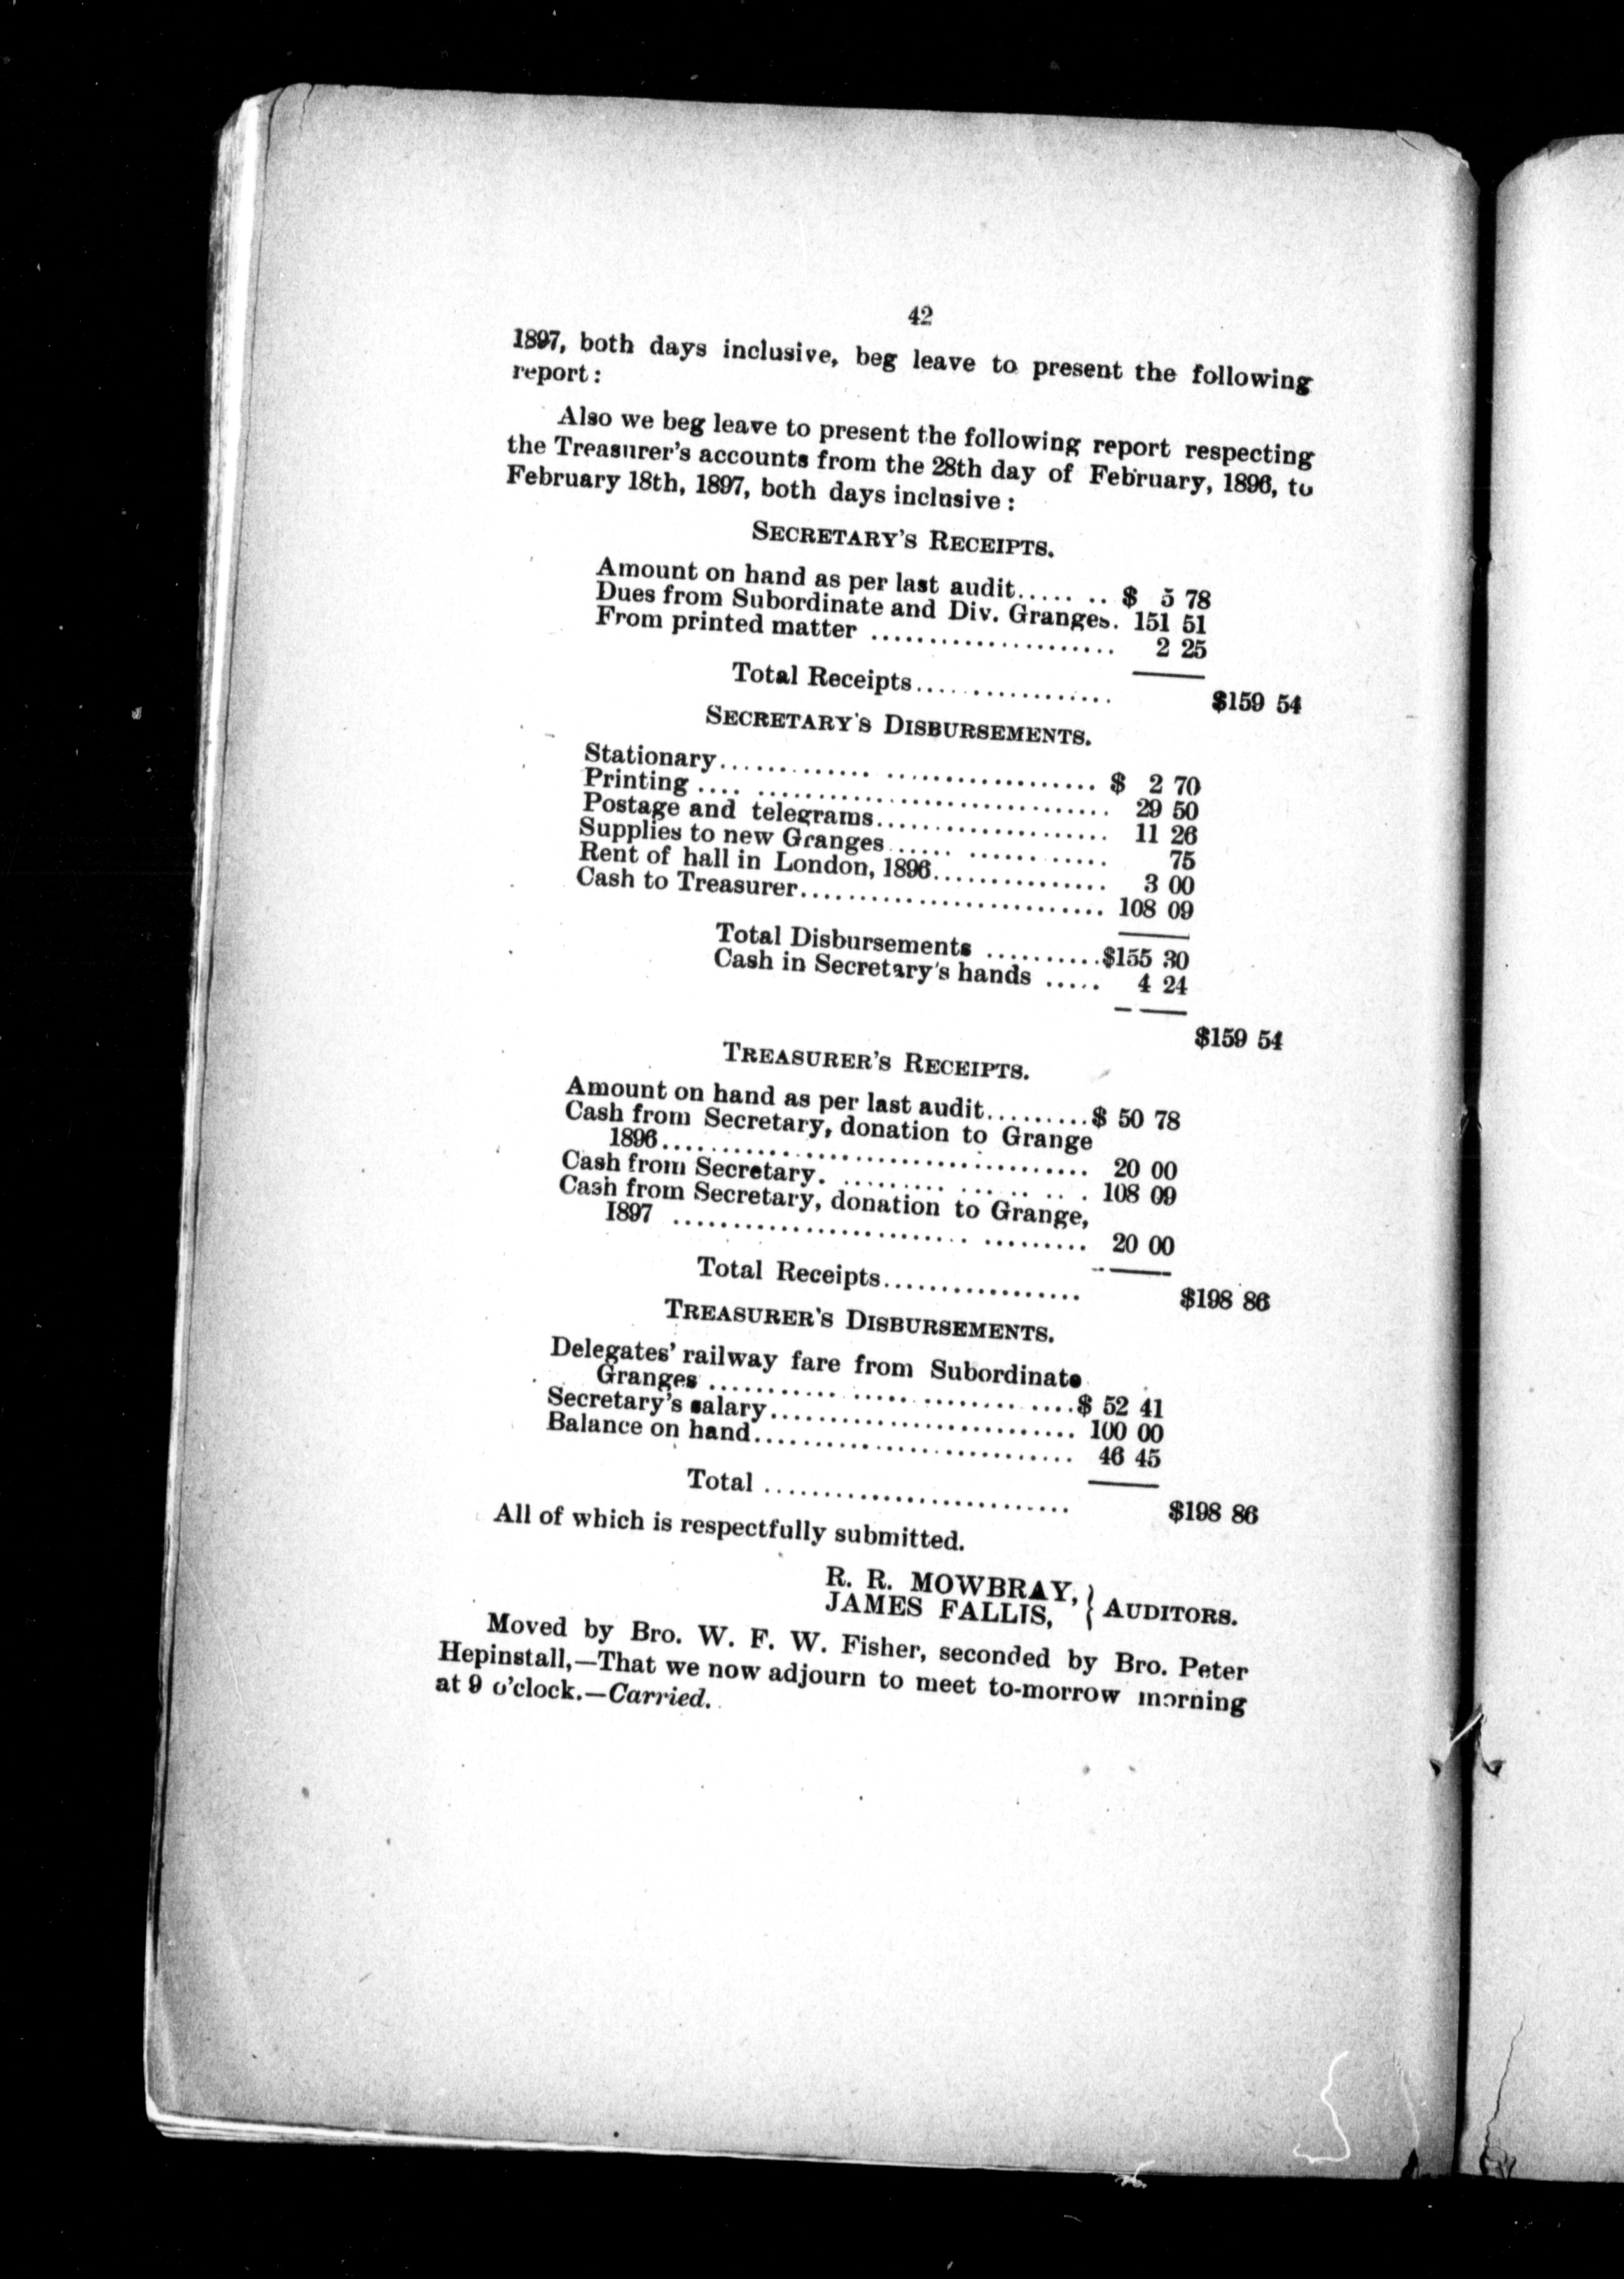 42
1897, both days inclusive, beg leave to present the following
report:
Also we beg leave to present the following report respecting
the Treasurer's accounts from the 28th day of February, 1896, to
February 18th, 1897, both days inclusive:
SECRETARY'S RECEIPTS.
Amount on hand as per last audit....... $ 5 78
Dues from Subordinate and Div. Granges. 151 51
From printed matter ..................... 2 25
Total Receipts................. $159 54
SECRETARY'S DISBURSEMENTS.
Stationary................................ $ 2 70
Printing .................................. 29 50
Postage and telegrams.................... 11 26
Supplies to new Granges.................. 75
Rent of hall in London, 1896............... 3 00
Cash to Treasurer.......................... 108 09
Total Disbursements ..........$155 30
Cash in Secretary's hands ..... 4 24
$159 54
TREASURER'S RECEIPTS.
Amount on hand as per last audit.........$ 50 78
Cash from Secretary, donation to Grange
1896.................................... 20 00
Cash from Secretary. .................... 108 09
Cash from Secretary, donation to Grange,
1897 .................................. 20 00
Total Receipts................. $198 86
TREASURER'S DISBURSEMENTS.
Delegates' railway fare from Subordinate
Granges ...............................$ 52 41
Secretary's salary.......................... 100 00
Balance on hand........................... 46 45
Total .......................... $198 86
All of which is respectfully submitted.
R. R. MOWBRAY, } AUDITORS.
JAMES FALLIS,
Moved by Bro. W. F. W. Fisher, seconded by Bro. Peter
Hepinstall,—That we now adjourn to meet to-morrow morning
at 9 o'clock.—Carried.